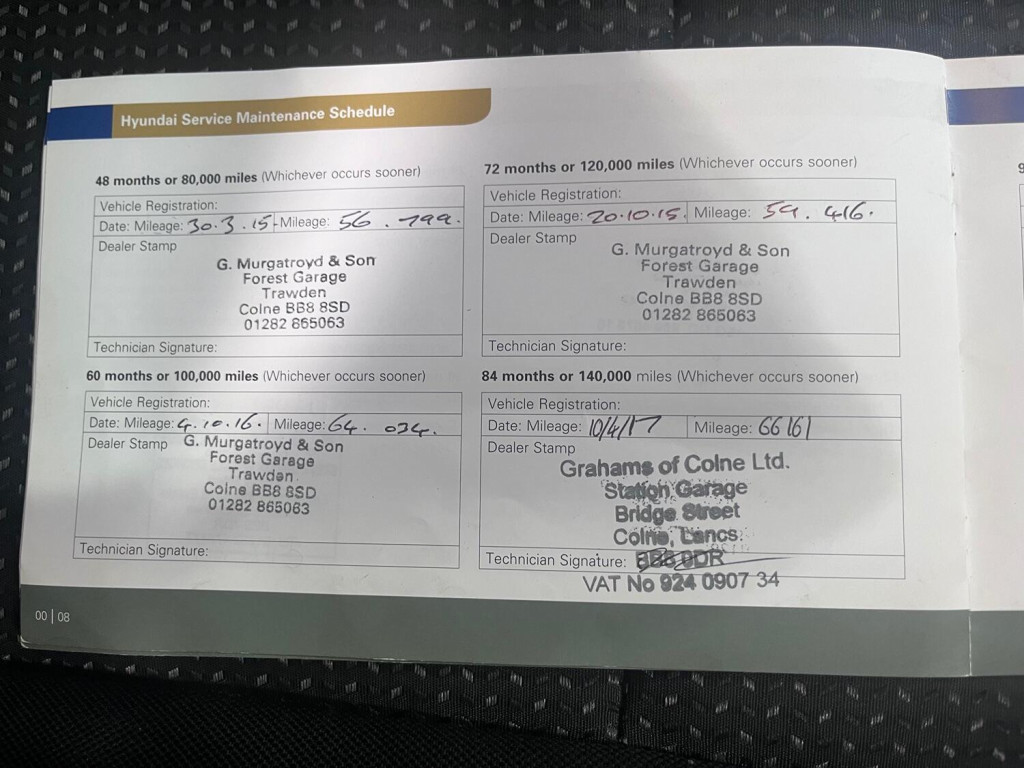 Hyundai Service Maintenance Schedule
48 months or 80,000 miles (Whichever occurs sooner)
Vehicle Registration:
Date: Mileage: 30.3.15 Mileage: 56.799.
Dealer Stamp
G. Murgatroyd & Son
Forest Garage
Trawden
Colne BB8 8SD
01282 865063
Technician Signature:
60 months or 100,000 miles (Whichever occurs sooner)
Vehicle Registration:
Date: Mileage: 4.10.16. Mileage: 64.034.
Dealer Stamp
G. Murgatroyd & Son
Forest Garage
Trawden
Colne BB8 8SD
01282 865063
Technician Signature:
72 months or 120,000 miles (Whichever occurs sooner)
Vehicle Registration:
Date: Mileage: 20.10.15. Mileage: 59.416.
Dealer Stamp
G. Murgatroyd & Son
Forest Garage
Trawden
Colne BB8 8SD
01282 865063
Technician Signature:
84 months or 140,000 miles (Whichever occurs sooner)
Vehicle Registration:
Date: Mileage: 10/4/17 Mileage: 66161
Dealer Stamp
Grahams of Colne Ltd.
Station Garage
Bridge Street
Colne, Lancs.
Technician Signature: BB8 0DR
VAT No 924 0907 34
00 | 08